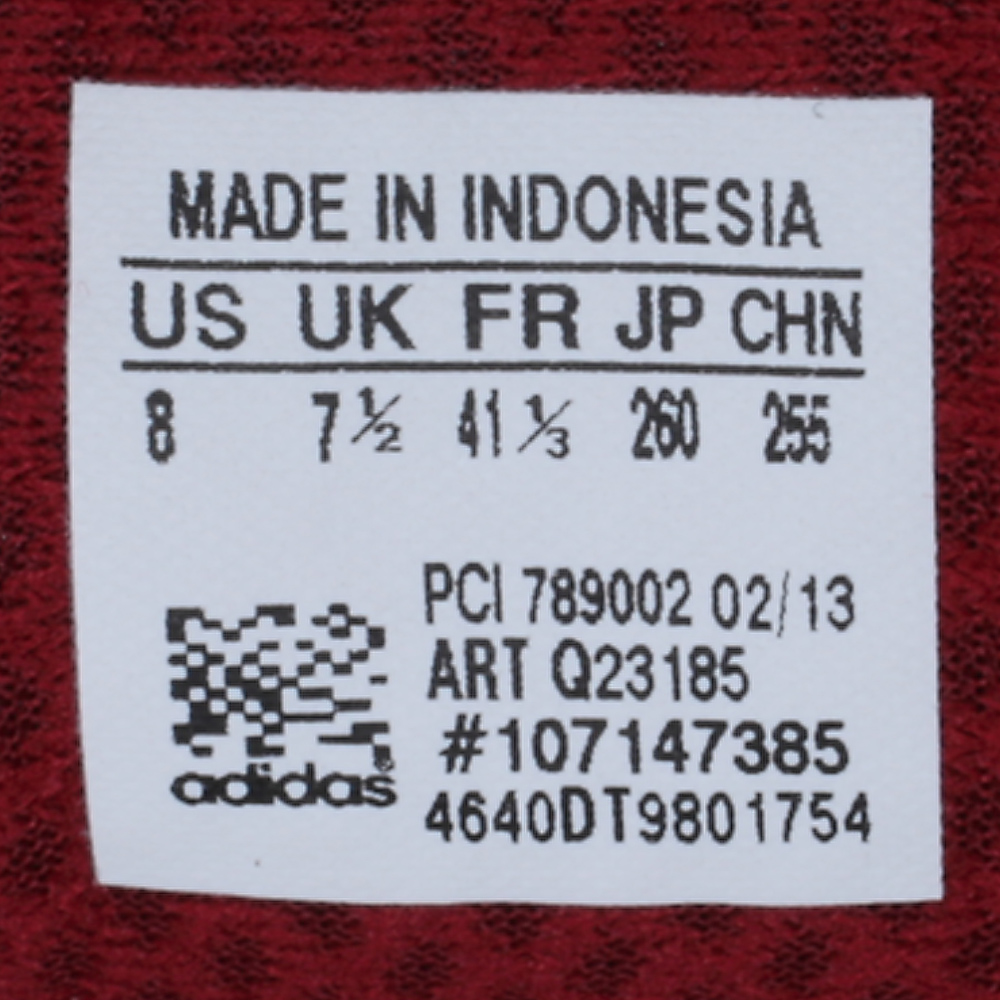 MADE IN INDONESIA
US UK FR JP CHN
8 7½ 41⅓ 260 255
PCI 789002 02/13
ART Q23185
#107147385
adidas®
4640DT9801754